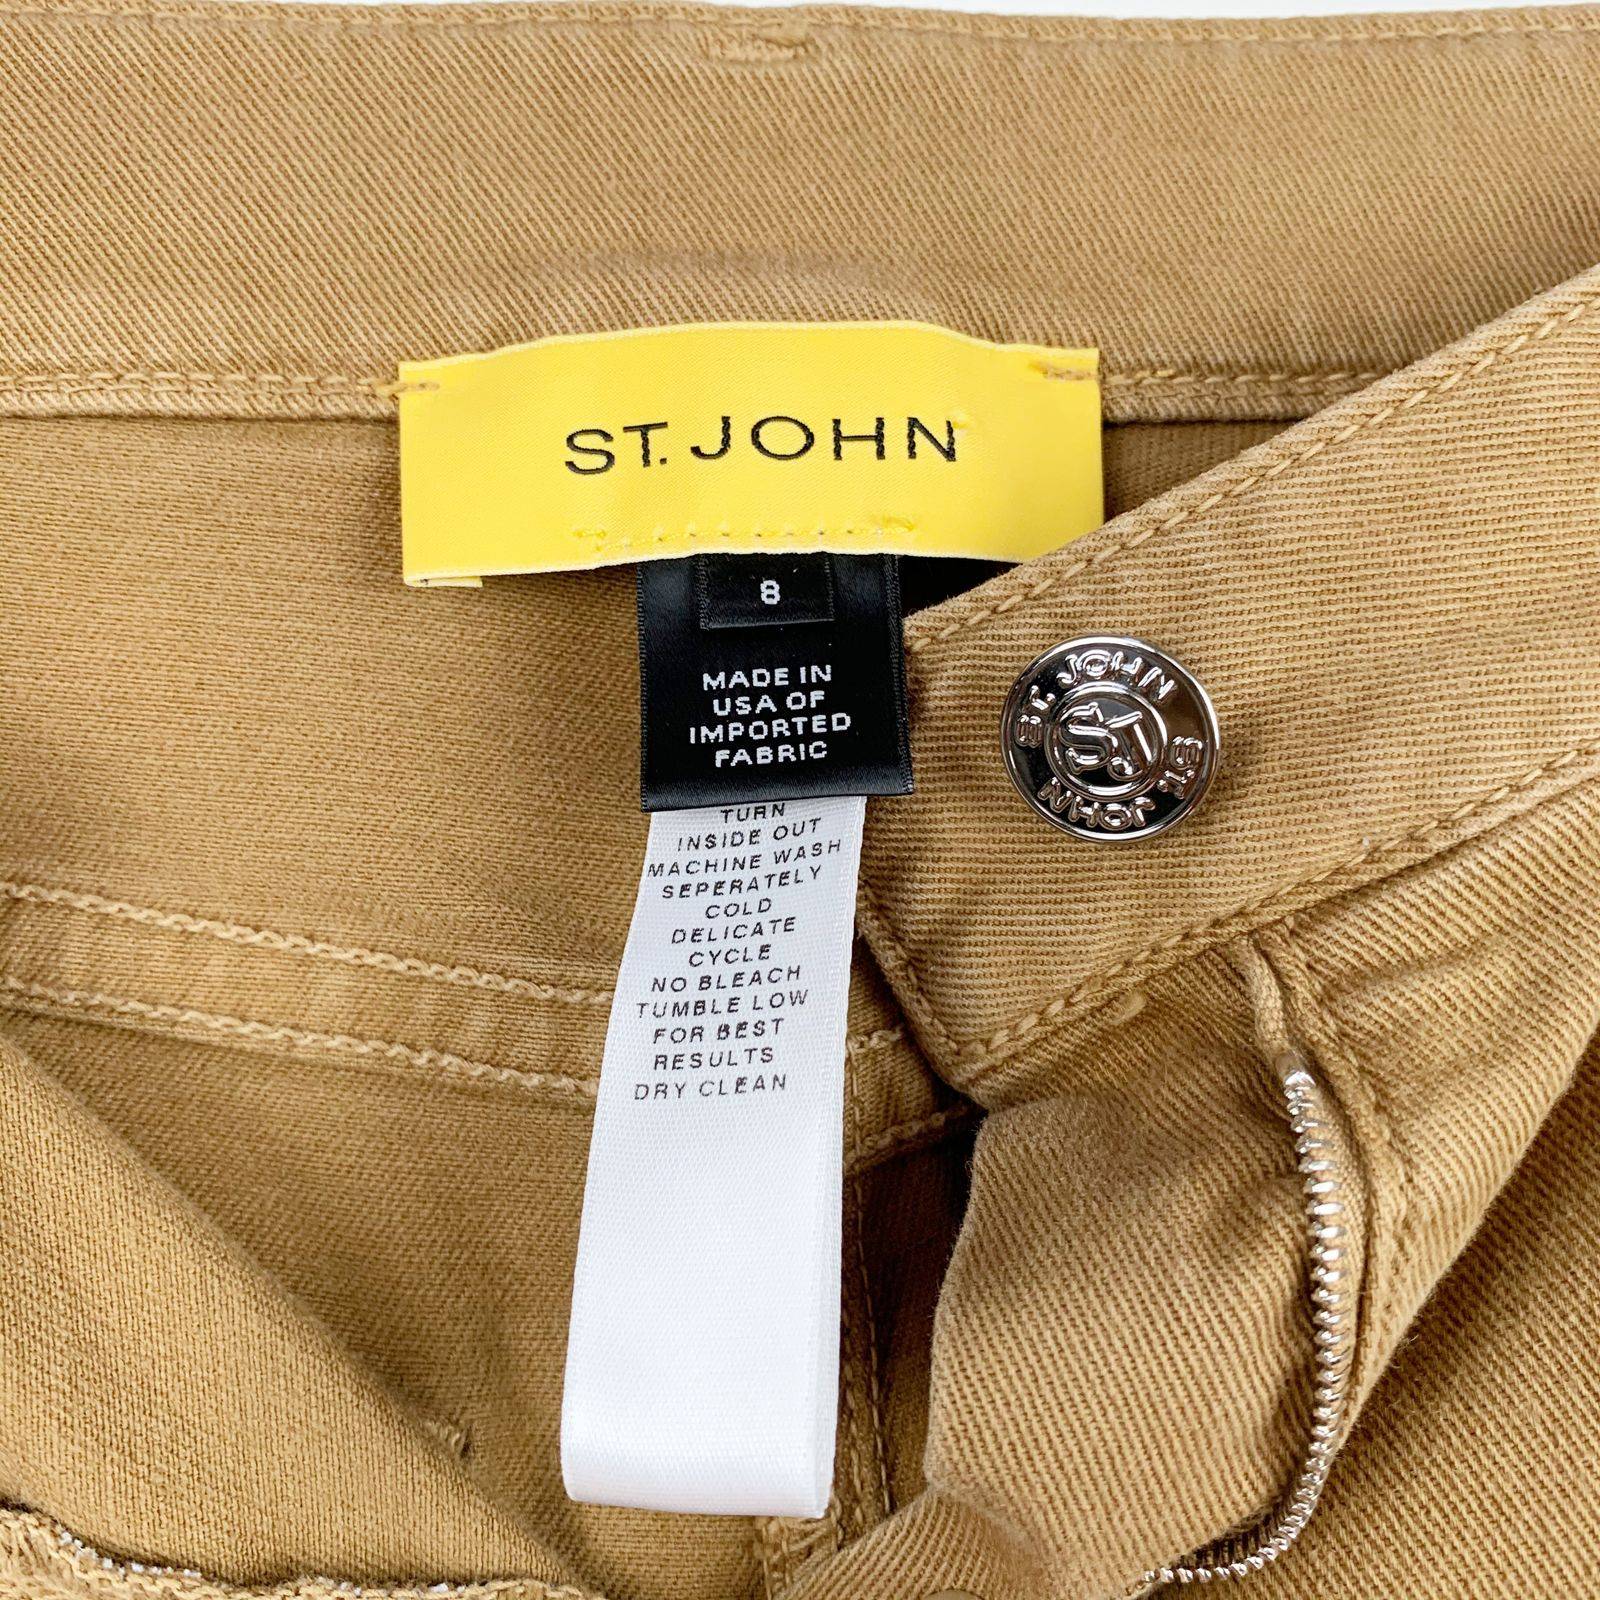 ST. JOHN
8
MADE IN
USA OF
IMPORTED
FABRIC
TURN
INSIDE OUT
MACHINE WASH
SEPERATELY
COLD
DELICATE
CYCLE
NO BLEACH
TUMBLE LOW
FOR BEST
RESULTS
DRY CLEAN
ST. JOHN
ST. JOHN
SJ